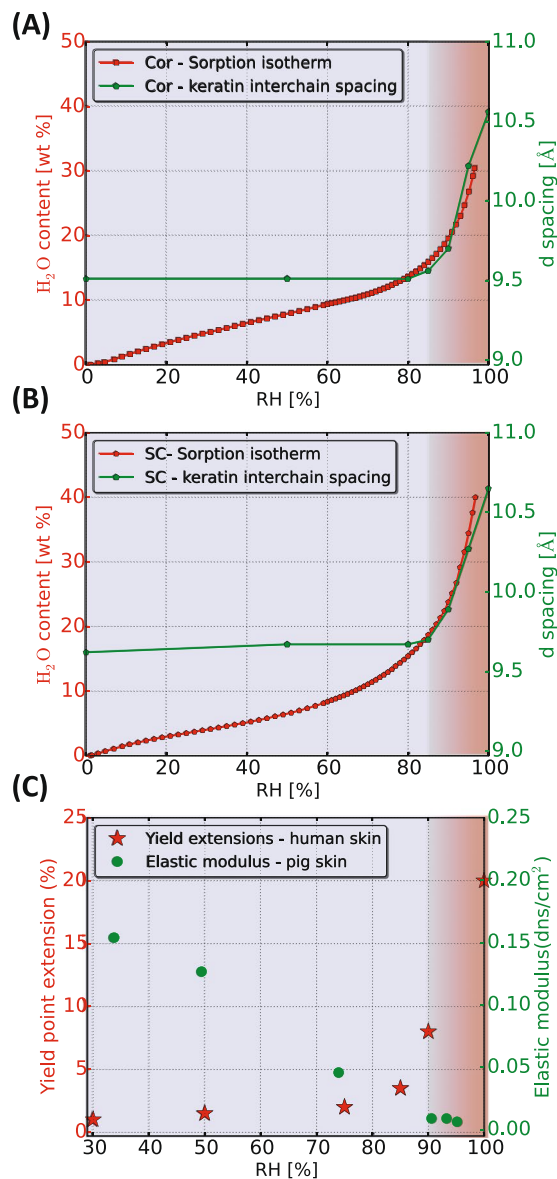 (A)
50
40
30
20
10
0
H₂O content [wt %]
Cor - Sorption isotherm
Cor - keratin interchain spacing
11.0
10.5
10.0
9.5
9.0
d spacing [Å]
0 20 40 60 80 100
RH [%]
(B)
50
40
30
20
10
0
H₂O content [wt %]
SC- Sorption isotherm
SC - keratin interchain spacing
11.0
10.5
10.0
9.5
9.0
d spacing [Å]
0 20 40 60 80 100
RH [%]
(C)
25
20
15
10
5
0
Yield point extension (%)
Yield extensions - human skin
Elastic modulus - pig skin
0.25
0.20
0.15
0.10
0.05
0.00
Elastic modulus(dns/cm²)
30 40 50 60 70 80 90 100
RH [%]